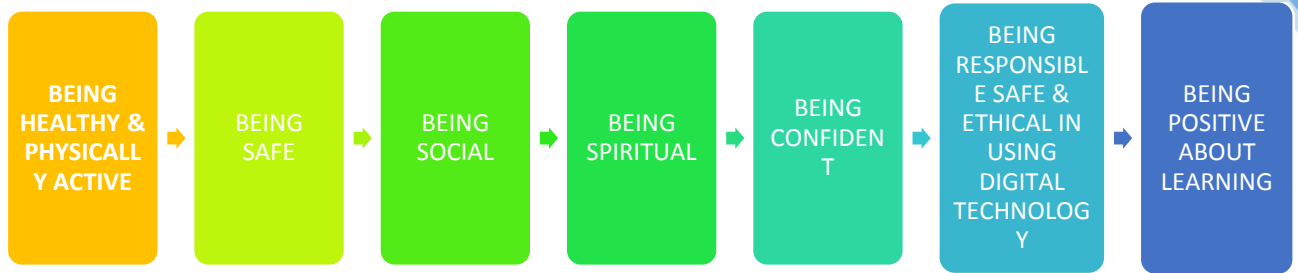 BEING
HEALTHY &
PHYSICALL
Y ACTIVE
BEING
SAFE
BEING
SOCIAL
BEING
SPIRITUAL
BEING
CONFIDEN
T
BEING
RESPONSIBL
E SAFE &
ETHICAL IN
USING
DIGITAL
TECHNOLOG
Y
BEING
POSITIVE
ABOUT
LEARNING